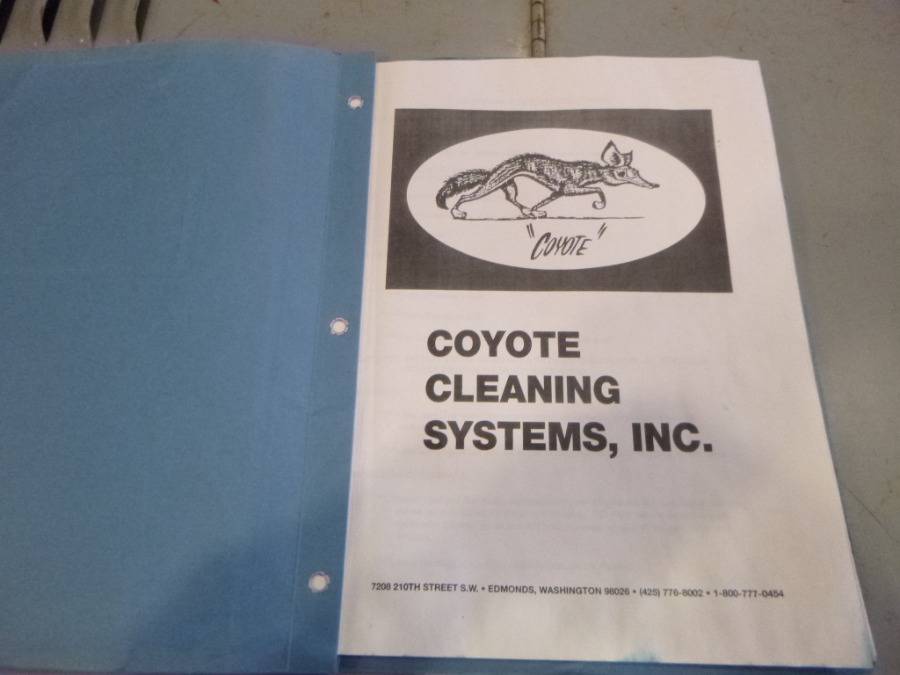 "COYOTE"
COYOTE
CLEANING
SYSTEMS, INC.
7208 210TH STREET S.W. • EDMONDS, WASHINGTON 98026 • (425) 776-8002 • 1-800-777-0454